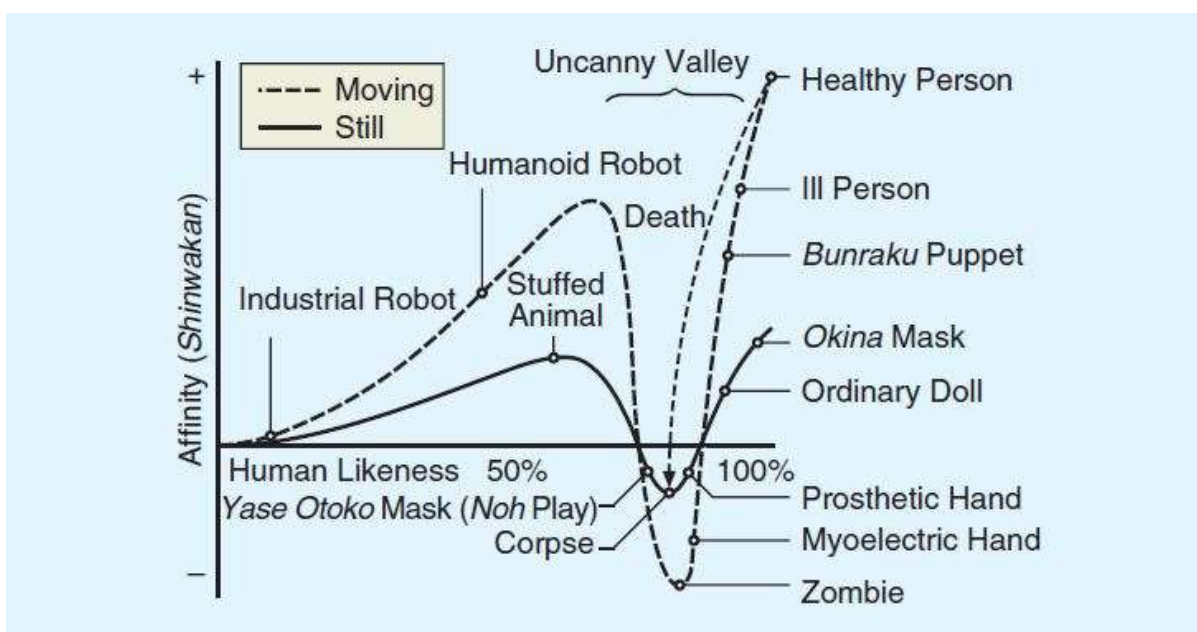 Uncanny Valley
+
Healthy Person
Moving
Still
Humanoid Robot
Ill Person
Death
Bunraku Puppet
Industrial Robot
Stuffed
Animal
Okina Mask
Affinity (Shinwakan)
Ordinary Doll
Human Likeness 50% 100%
Yase Otoko Mask (Noh Play)
Prosthetic Hand
Corpse
Myoelectric Hand
–
Zombie